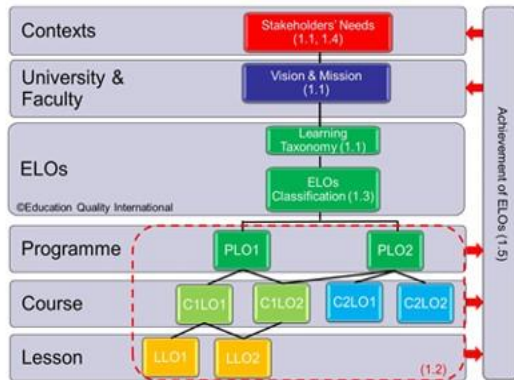 Contexts
Stakeholders' Needs
(1.1, 1.4)
University &
Faculty
Vision & Mission
(1.1)
ELOs
Learning
Taxonomy (1.1)
ELOs
Classification (1.3)
©Education Quality International
Programme
PLO1
PLO2
Course
C1LO1
C1LO2
C2LO1
C2LO2
Lesson
LLO1
LLO2
(1.2)
Achievement of ELOs (1.5)